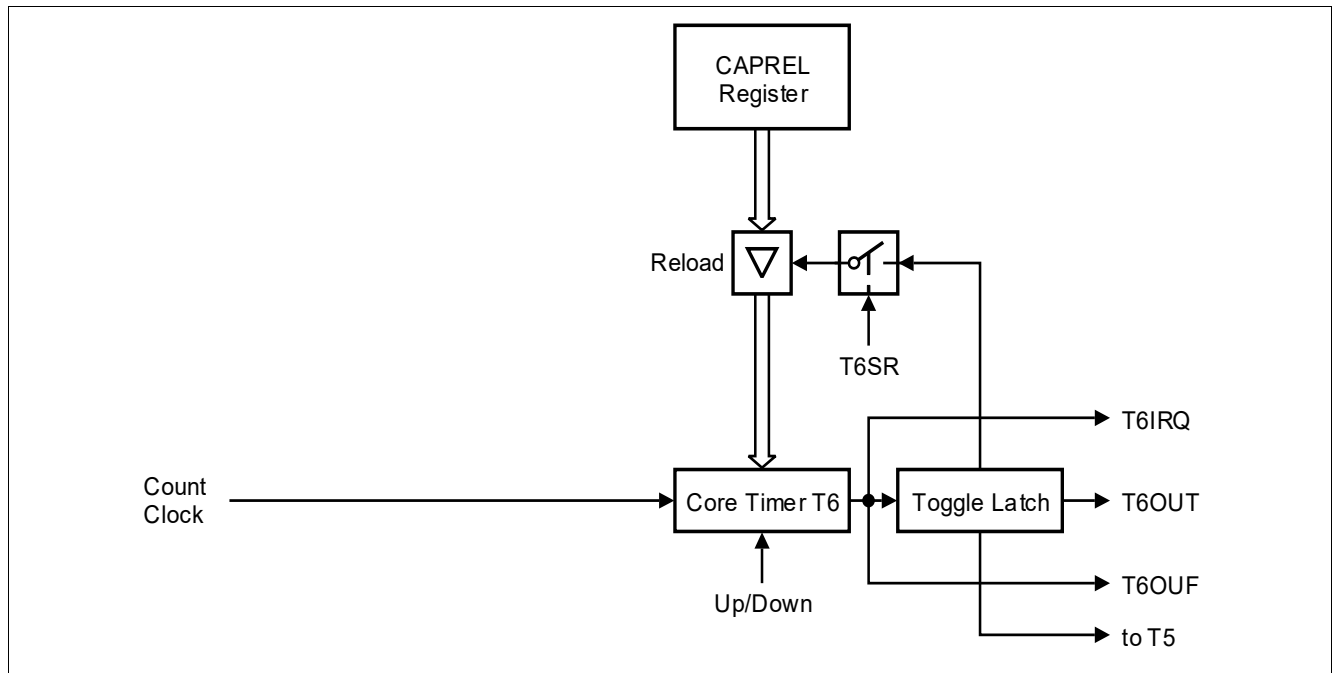 CAPREL
Register
Reload
T6SR
T6IRQ
Count
Clock
Core Timer T6
Toggle Latch
T6OUT
Up/Down
T6OUF
to T5